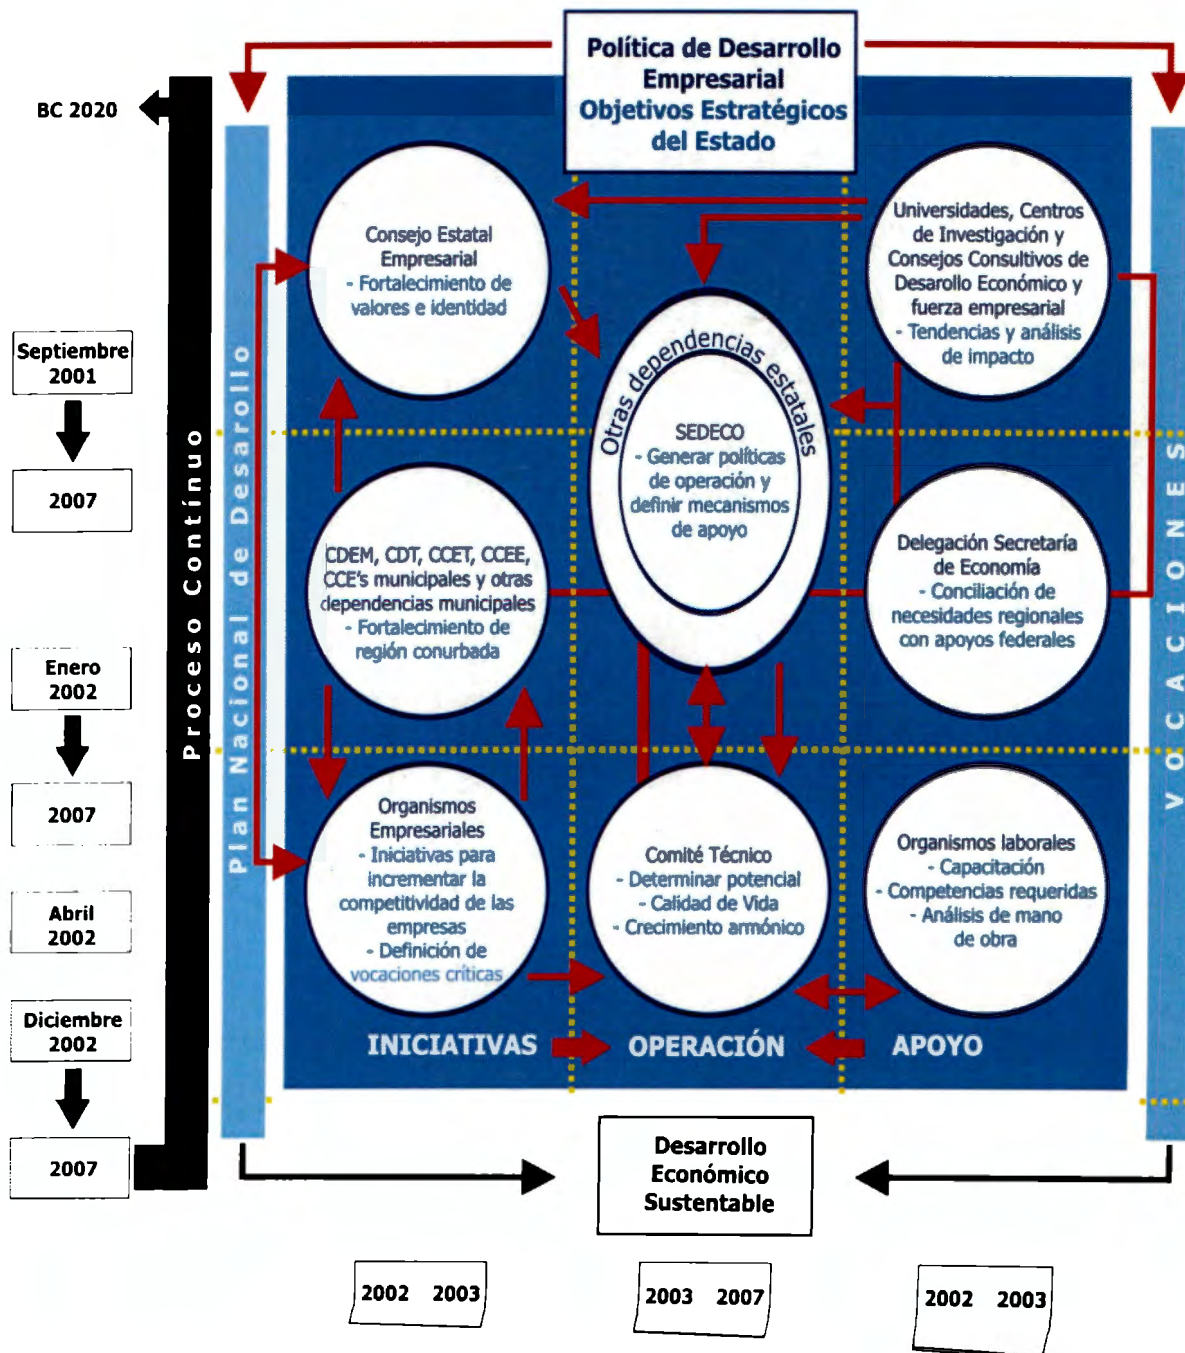 Política de Desarrollo
Empresarial
Objetivos Estratégicos
del Estado
BC 2020
Septiembre
2001
2007
Enero
2002
2007
Abril
2002
Diciembre
2002
2007
Proceso Contínuo
Plan Nacional de Desarollo
Consejo Estatal
Empresarial
- Fortalecimiento de
valores e identidad
CDEM, CDT, CCET, CCEE,
CCE's municipales y otras
dependencias municipales
- Fortalecimiento de
región conurbada
Organismos
Empresariales
- Iniciativas para
incrementar la
competitividad de las
empresas
- Definición de
vocaciones críticas
Otras dependencias estatales
SEDECO
- Generar políticas
de operación y
definir mecanismos
de apoyo
Comité Técnico
- Determinar potencial
- Calidad de Vida
- Crecimiento armónico
Universidades, Centros
de Investigación y
Consejos Consultivos de
Desarollo Económico y
fuerza empresarial
- Tendencias y análisis
de impacto
Delegación Secretaría
de Economía
- Conciliación de
necesidades regionales
con apoyos federales
Organismos laborales
- Capacitación
- Competencias requeridas
- Análisis de mano
de obra
VOCACIONES
INICIATIVAS OPERACIÓN APOYO
Desarrollo
Económico
Sustentable
2002 2003
2003 2007
2002 2003